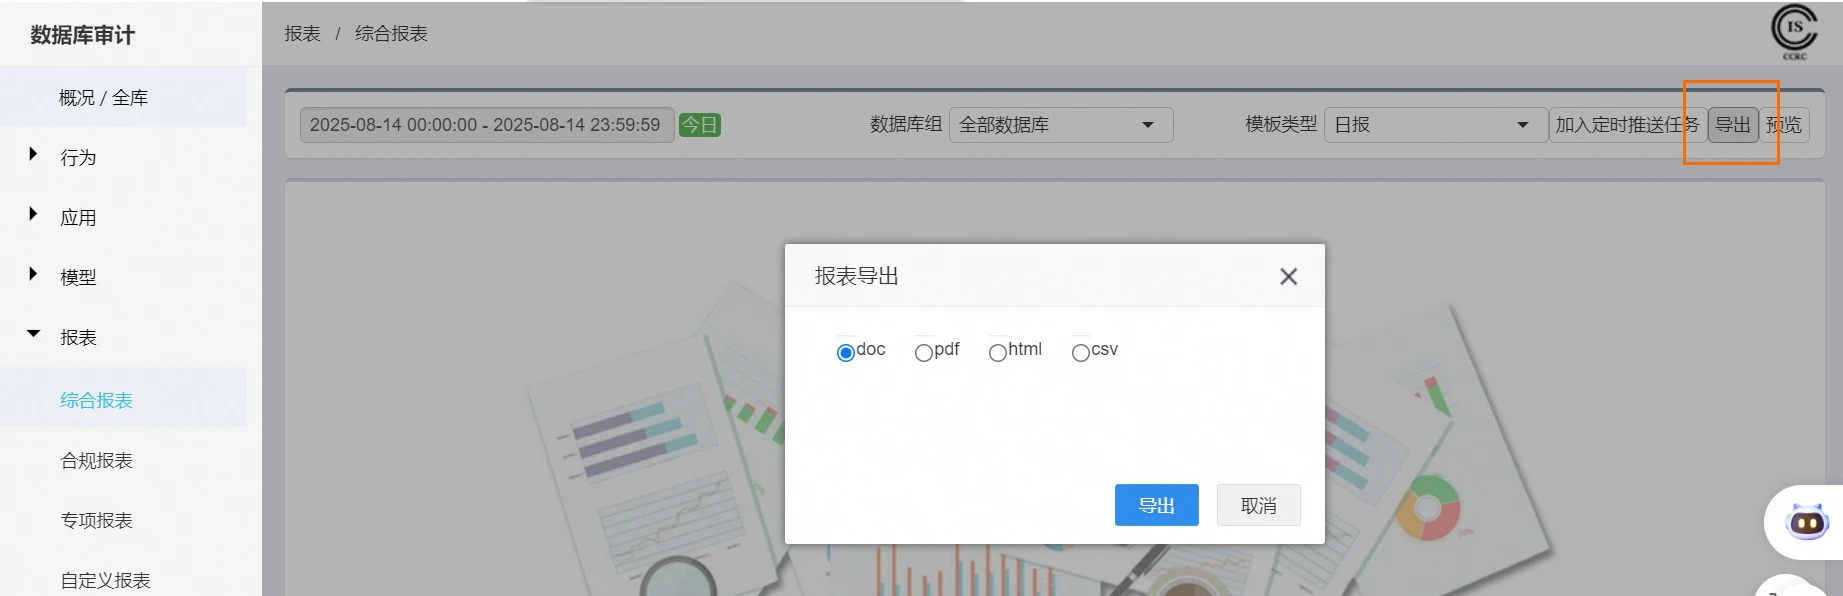 数据库审计
报表 / 综合报表
IS
CCRC
概况 / 全库
行为
应用
模型
报表
综合报表
合规报表
专项报表
自定义报表
2025-08-14 00:00:00 - 2025-08-14 23:59:59 今日 数据库组 全部数据库 模板类型 日报 加入定时推送任务 导出 预览
报表导出
doc pdf html csv
导出 取消